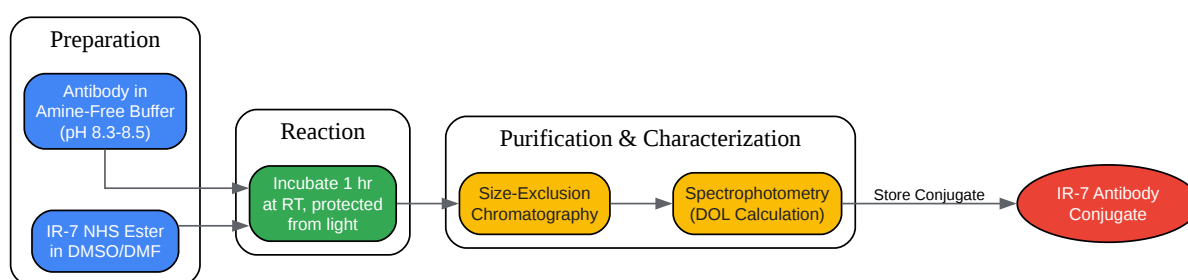 Preparation
Antibody in
Amine-Free Buffer
(pH 8.3-8.5)
IR-7 NHS Ester
in DMSO/DMF
Reaction
Incubate 1 hr
at RT, protected
from light
Purification & Characterization
Size-Exclusion
Chromatography
Spectrophotometry
(DOL Calculation)
Store Conjugate
IR-7 Antibody
Conjugate